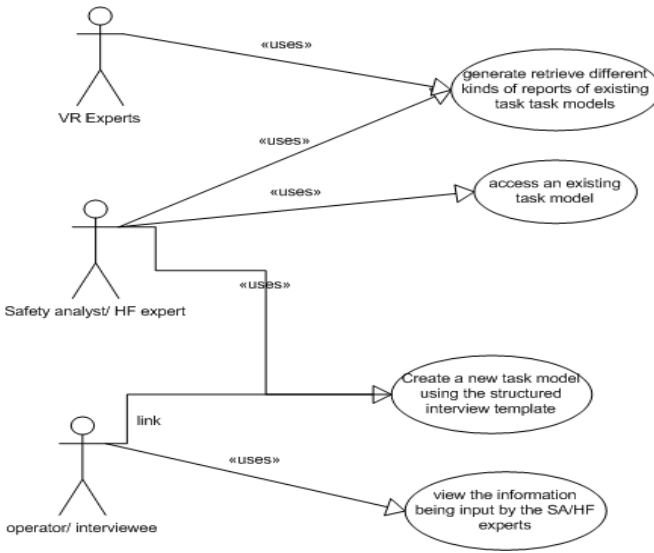 «uses»
generate retrieve different
kinds of reports of existing
task task models
VR Experts
«uses»
«uses»
access an existing
task model
Safety analyst/ HF expert
«uses»
Create a new task model
using the structured
interview template
link
«uses»
view the information
being input by the SA/HF
experts
operator/ interviewee